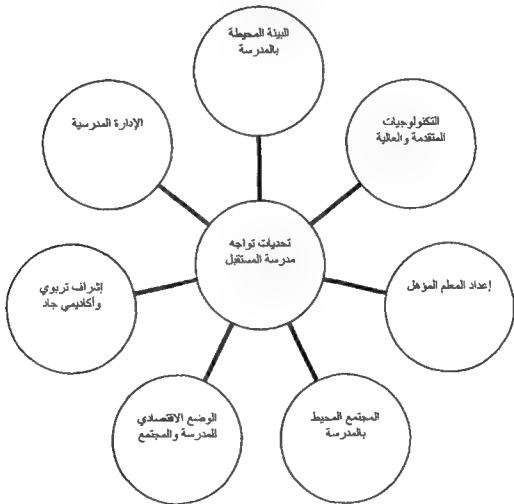 البيئة المحيطة
بالمدرسة
التكنولوجيات
المتقدمة والعالية
الإدارة المدرسية
تحديات تواجه
مدرسة المستقبل
إعداد المعلم المؤهل
إشراف تربوي
وأكاديمي جاد
المجتمع المحيط
بالمدرسة
الوضع الاقتصادي
للمدرسة والمجتمع